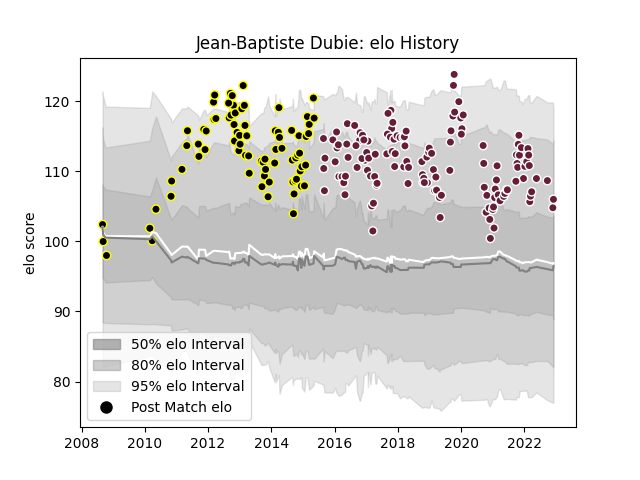 Jean-Baptiste Dubie: elo History
elo score
120
110
100
90
80
50% elo Interval
80% elo Interval
95% elo Interval
Post Match elo
2008 2010 2012 2014 2016 2018 2020 2022